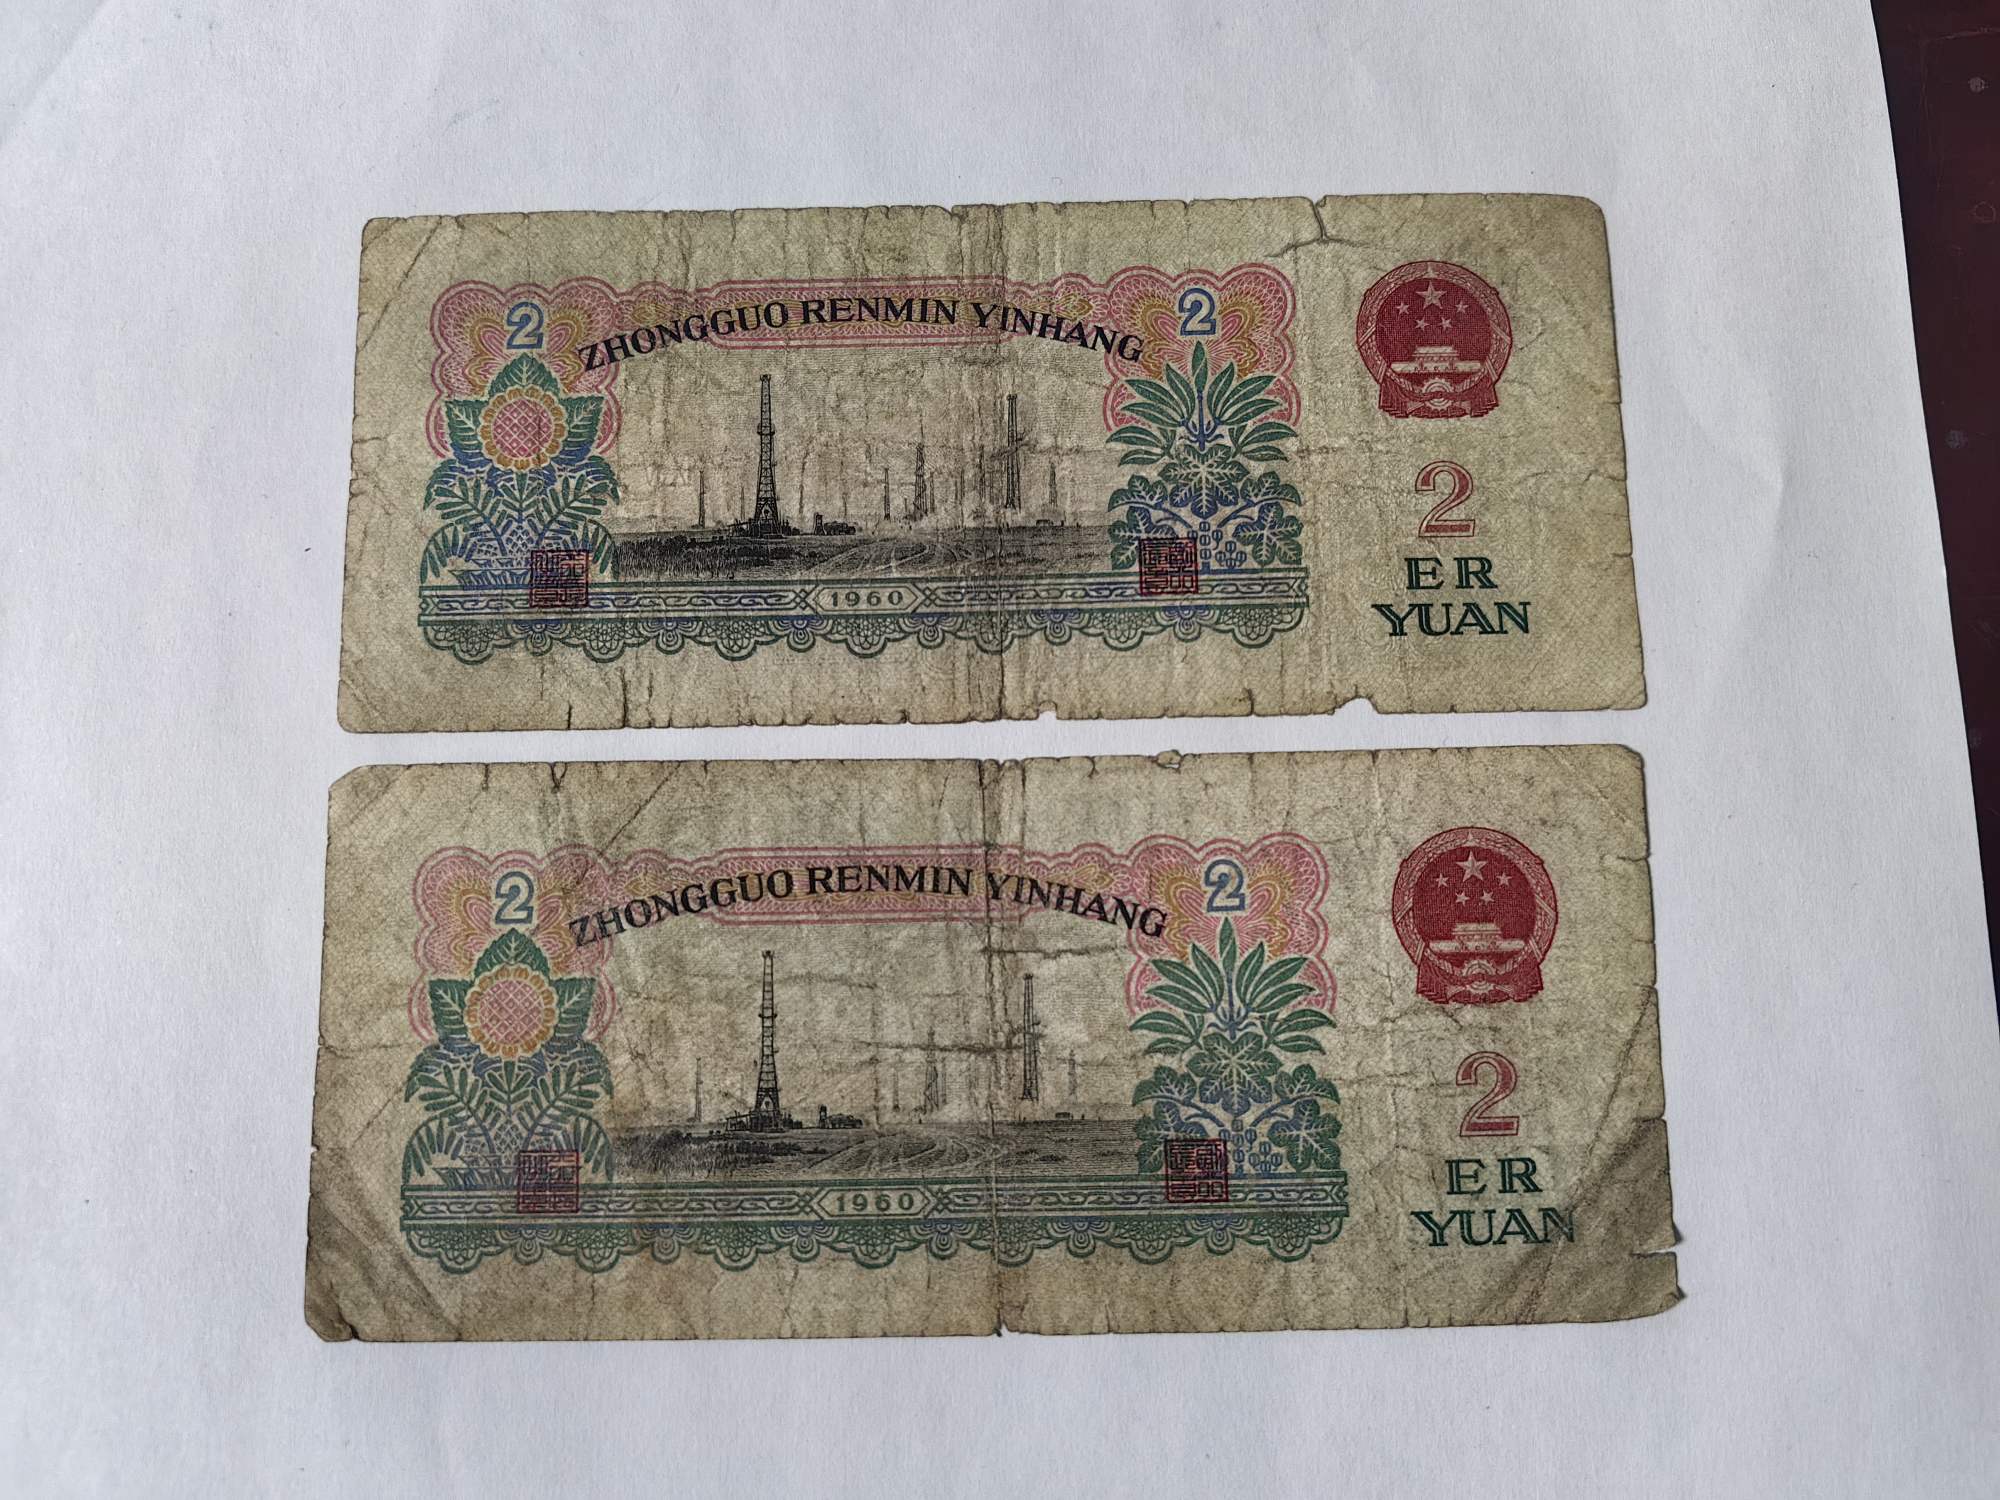 2
ZHONGGUO RENMIN YINHANG
2
2
ER
YUAN
1960
2
ZHONGGUO RENMIN YINHANG
2
2
ER
YUAN
1960